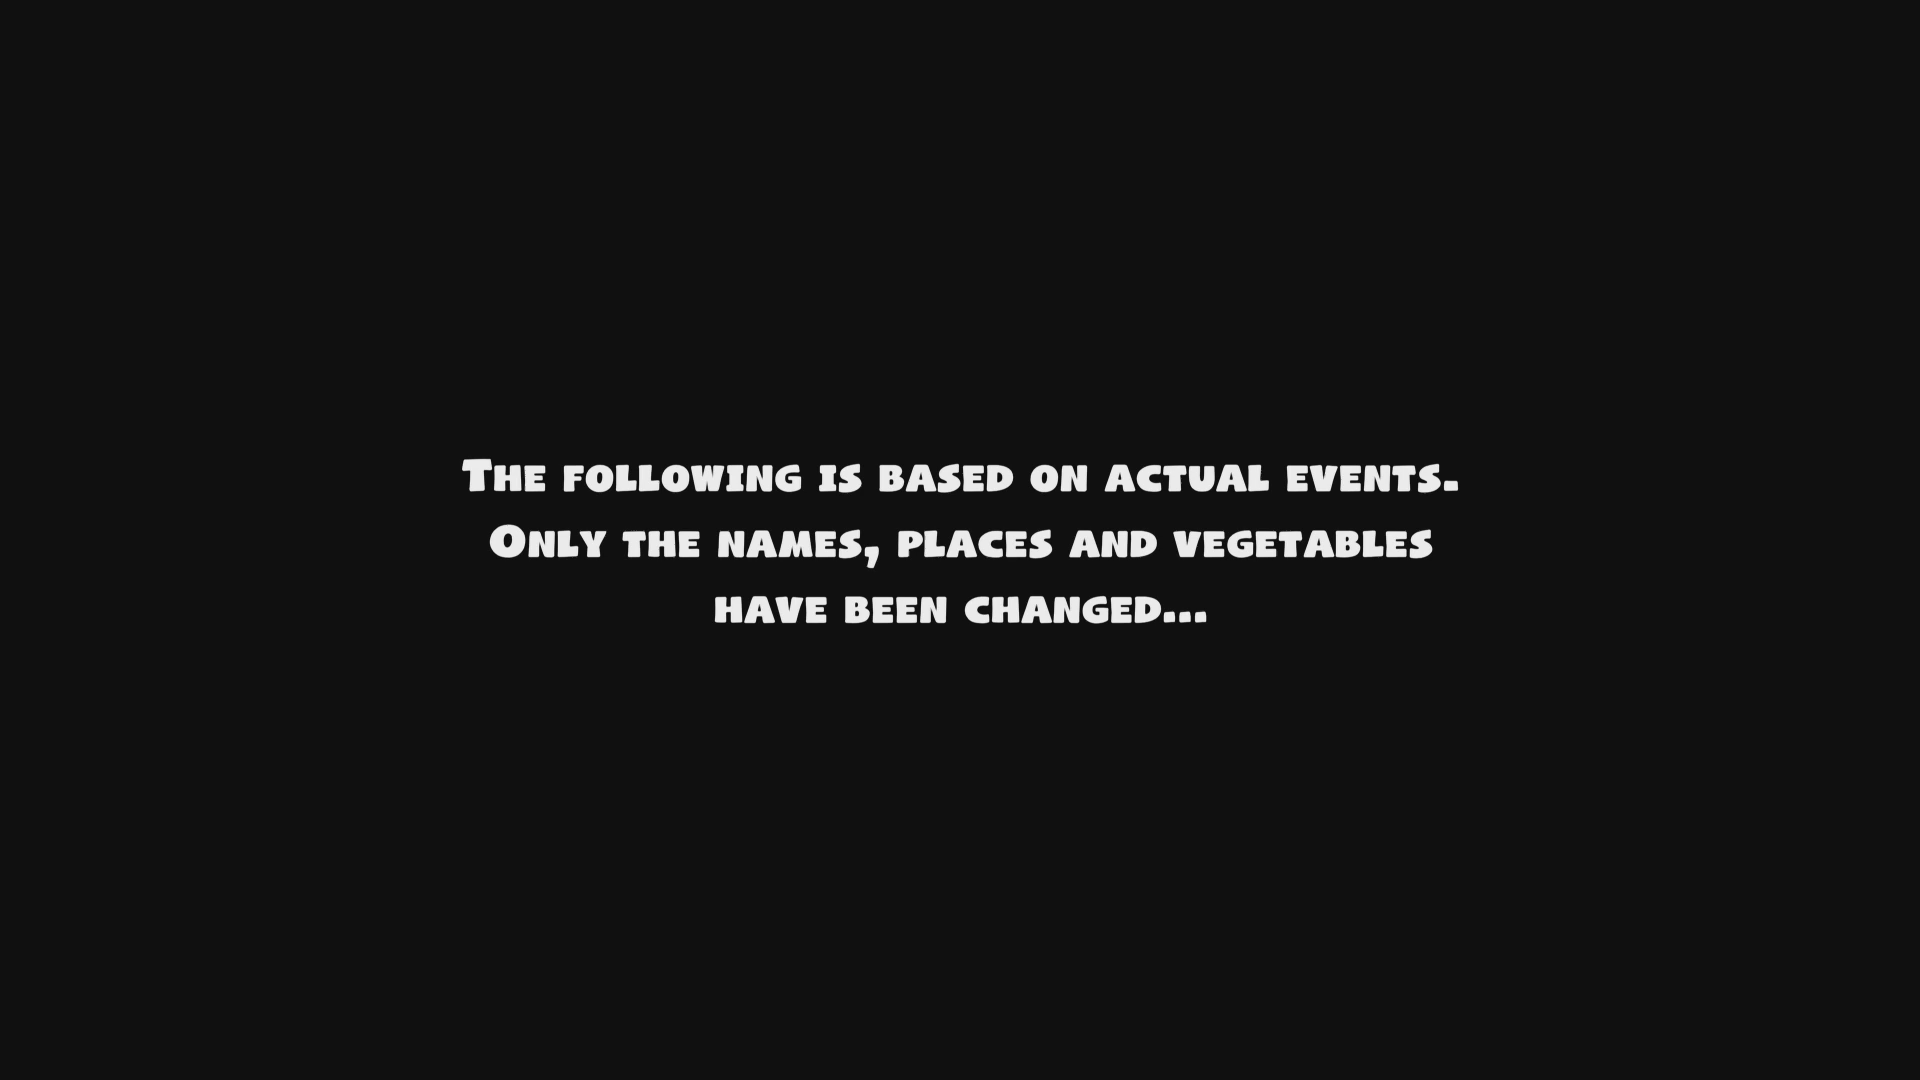 The following is based on actual events.
Only the names, places and vegetables
have been changed...